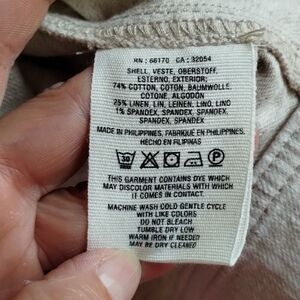 RN : 66170 CA : 32054
SHELL, VESTE, OBERSTOFF,
ESTERNO, EXTERIOR:
74% COTTON, COTON, BAUMWOLLE,
COTONE, ALGODÓN
25% LINEN, LIN, LEINEN, LINO, LINO
1% SPANDEX, SPANDEX, SPANDEX,
SPANDEX, SPANDEX
MADE IN PHILIPPINES, FABRIQUÉ EN PHILIPPINES,
HECHO EN FILIPINAS
30
THIS GARMENT CONTAINS DYE WHICH
MAY DISCOLOR MATERIALS WITH WHICH
IT COMES IN CONTACT.
MACHINE WASH COLD GENTLE CYCLE
WITH LIKE COLORS
DO NOT BLEACH
TUMBLE DRY LOW
WARM IRON IF NEEDED
MAY BE DRY CLEANED